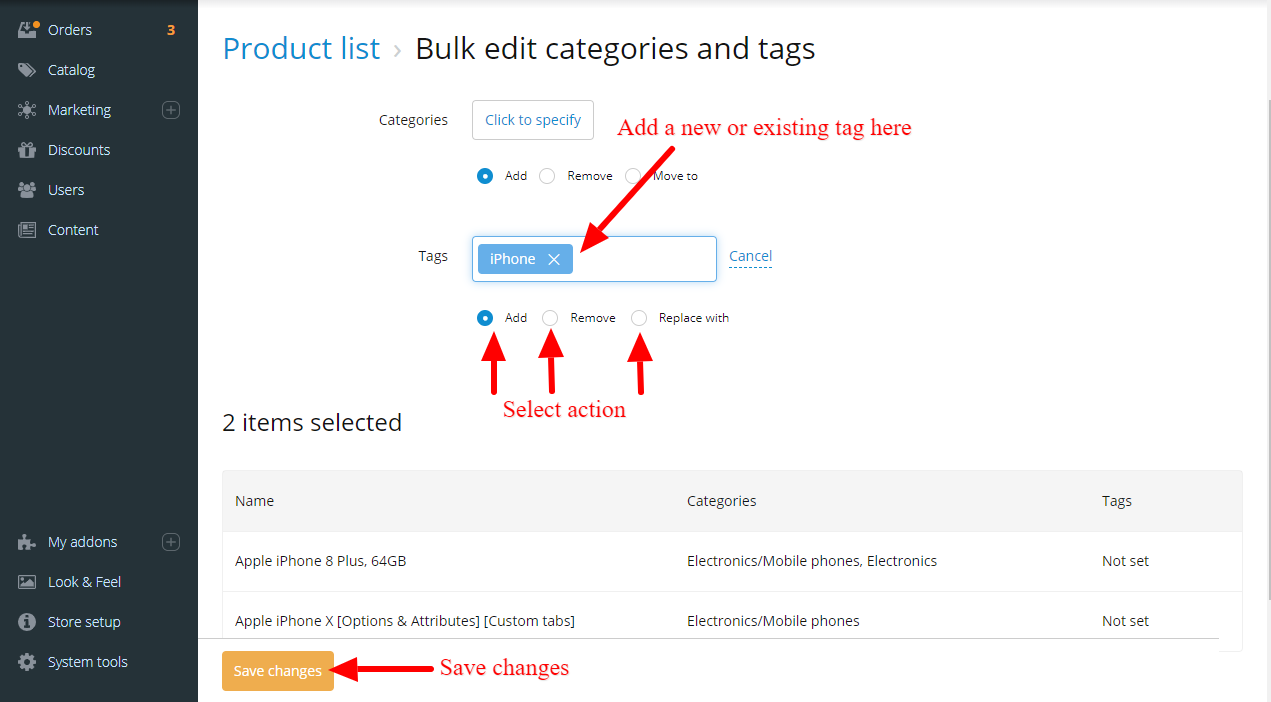 Orders 3
Catalog
Marketing
Discounts
Users
Content
My addons
Look & Feel
Store setup
System tools
Product list › Bulk edit categories and tags
Categories Click to specify
Add a new or existing tag here
Add Remove Move to
Tags iPhone Cancel
Add Remove Replace with
Select action
2 items selected
Name Categories Tags
Apple iPhone 8 Plus, 64GB Electronics/Mobile phones, Electronics Not set
Apple iPhone X [Options & Attributes] [Custom tabs] Electronics/Mobile phones Not set
Save changes Save changes